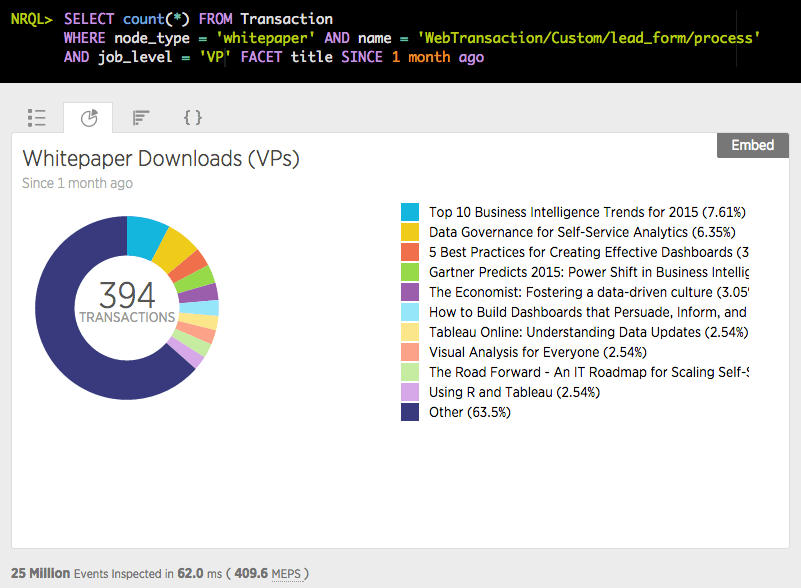 NRQL> SELECT count(*) FROM Transaction
WHERE node_type = 'whitepaper' AND name = 'WebTransaction/Custom/lead_form/process'
AND job_level = 'VP' FACET title SINCE 1 month ago
Embed
Whitepaper Downloads (VPs)
Since 1 month ago
394
TRANSACTIONS
Top 10 Business Intelligence Trends for 2015 (7.61%)
Data Governance for Self-Service Analytics (6.35%)
5 Best Practices for Creating Effective Dashboards (3
Gartner Predicts 2015: Power Shift in Business Intellig
The Economist: Fostering a data-driven culture (3.05
How to Build Dashboards that Persuade, Inform, and
Tableau Online: Understanding Data Updates (2.54%)
Visual Analysis for Everyone (2.54%)
The Road Forward - An IT Roadmap for Scaling Self-S
Using R and Tableau (2.54%)
Other (63.5%)
25 Million Events Inspected in 62.0 ms ( 409.6 MEPS )